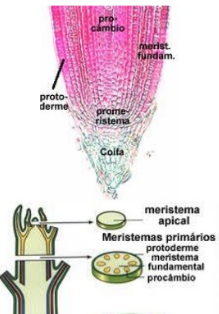 pro-
câmbio
merist.
fundam.
proto-
derme
prome-
ristema
Coifa
meristema
apical
Meristemas primários
protoderme
meristema
fundamental
procâmbio